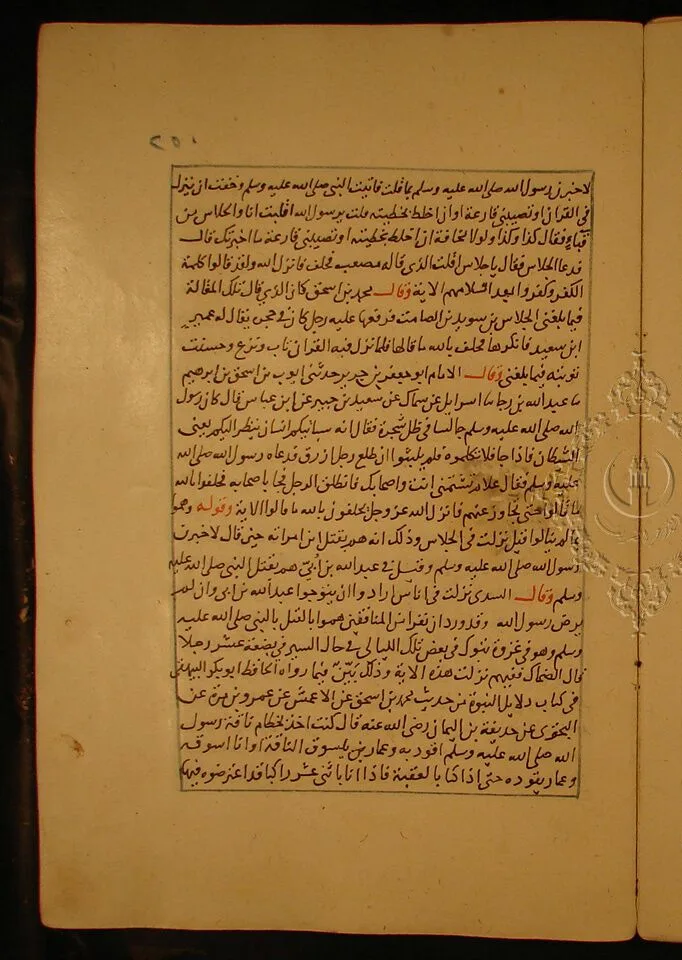 ٢٥٠
لاخبرن رسول الله صلى الله عليه وسلم بما قلت فاتيت النبي صلى الله عليه وسلم وخفت ان ينزل
في القران او تصيبني قارعة او ان اخلط بخطيته قلت يرسول الله اقبلت انا والجلاس من
قباء فقال كذا وكذا ولولا مخافة ان اخلط بخطيته او تصيبني قارعة ما اخبرتك قال
فدعا الجلاس فقال يا جلاس اقلت الذي قاله مصعب فحلف فانزل الله ولقد قالوا كلمة
الكفر وكفروا بعد اسلامهم الاية وقال محمد بن اسحق كان الذي قال تلك المقالة
فيما بلغني الجلاس بن سويد بن الصامت فرفعها عليه رجل كان في حجره يقال له عمير
ابن سعيد فانكرها فحلف بالله ما قالها فلما نزل فيه القران تاب ونزع وحسنت
توبته فيما بلغني وقال الامام ابو جعفر بن جرير حدثني ايوب بن اسحق بن ابرهيم
ما عبد الله بن رجا ما اسرايل عن سماك عن سعيد بن جبير عن ابن عباس قال كان رسول
الله صلى الله عليه وسلم جالسا في ظل شجرة فقال انه سياتيكم انسان ينظر اليكم يعني
الشيطان فاذا جا فلا تكلموه فلم يلبثوا ان طلع رجل ازرق فدعاه رسول الله صلى الله
عليه وسلم فقال علام تشتمني انت واصحابك فانطلق الرجل فجا باصحابه فحلفوا بالله
ما قالوا حتى تجاوز عنهم فانزل الله عز وجل يحلفون بالله ما قالوا الاية وقوله وهموا
بما لم ينالوا قيل نزلت في الجلاس وذلك انه هم بقتل ابن امراته حين قال لاخبرن
رسول الله صلى الله عليه وسلم وقيل في عبد الله بن ابي هم بقتل النبي صلى الله عليه
وسلم وقال السدي نزلت في اناس ارادوا ان يتوجوا عبد الله بن ابي وان لم
يرض رسول الله وقد ورد ان نفرا من المنافقين هموا بالفتك بالنبي صلى الله عليه
وسلم وهو في غزوة تبوك في بعض تلك الليالي في حال السير في بضعة عشر رجلا
قال الضحاك ففيهم نزلت هذه الاية وذلك بين فيما رواه الحافظ ابو بكر البيهقي
في كتاب دلايل النبوة من حديث محمد بن اسحق عن الاعمش عن عمرو بن مرة عن
البختري عن حذيفة بن اليمان رضي الله عنه قال كنت اخذ بخطام ناقة رسول
الله صلى الله عليه وسلم اقود به وعمار بن يسوق الناقة او انا اسوق
وعمار يقوده حتى اذا كنا بالعقبة فاذا انا باثني عشر راكبا قد اعترضوه فيها